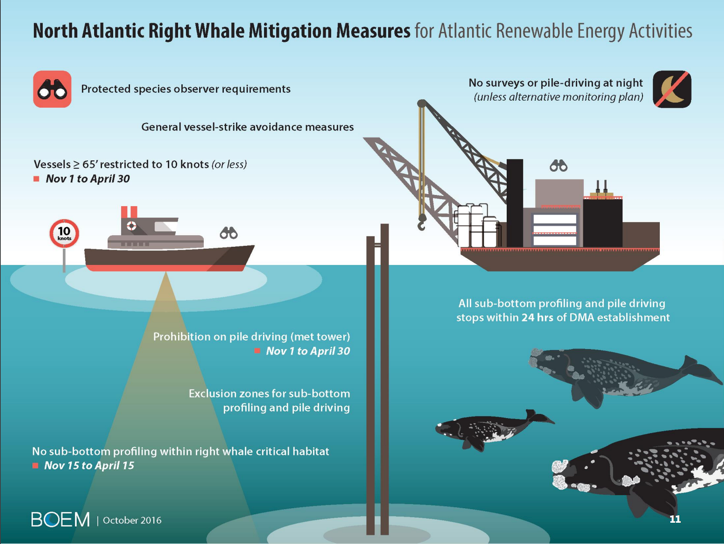 North Atlantic Right Whale Mitigation Measures for Atlantic Renewable Energy Activities
Protected species observer requirements
No surveys or pile-driving at night
(unless alternative monitoring plan)
General vessel-strike avoidance measures
Vessels ≥ 65' restricted to 10 knots (or less)
Nov 1 to April 30
10
knots
All sub-bottom profiling and pile driving
stops within 24 hrs of DMA establishment
Prohibition on pile driving (met tower)
Nov 1 to April 30
Exclusion zones for sub-bottom
profiling and pile driving
No sub-bottom profiling within right whale critical habitat
Nov 15 to April 15
BOEM | October 2016
11